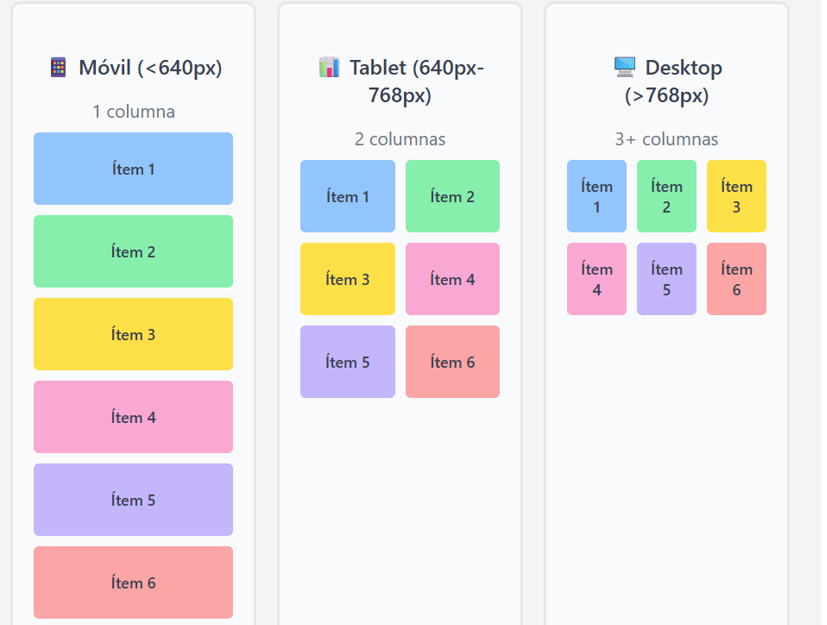 Móvil (<640px)
1 columna
Ítem 1
Ítem 2
Ítem 3
Ítem 4
Ítem 5
Ítem 6
Tablet (640px-
768px)
2 columnas
Ítem 1
Ítem 2
Ítem 3
Ítem 4
Ítem 5
Ítem 6
Desktop
(>768px)
3+ columnas
Ítem
1
Ítem
2
Ítem
3
Ítem
4
Ítem
5
Ítem
6